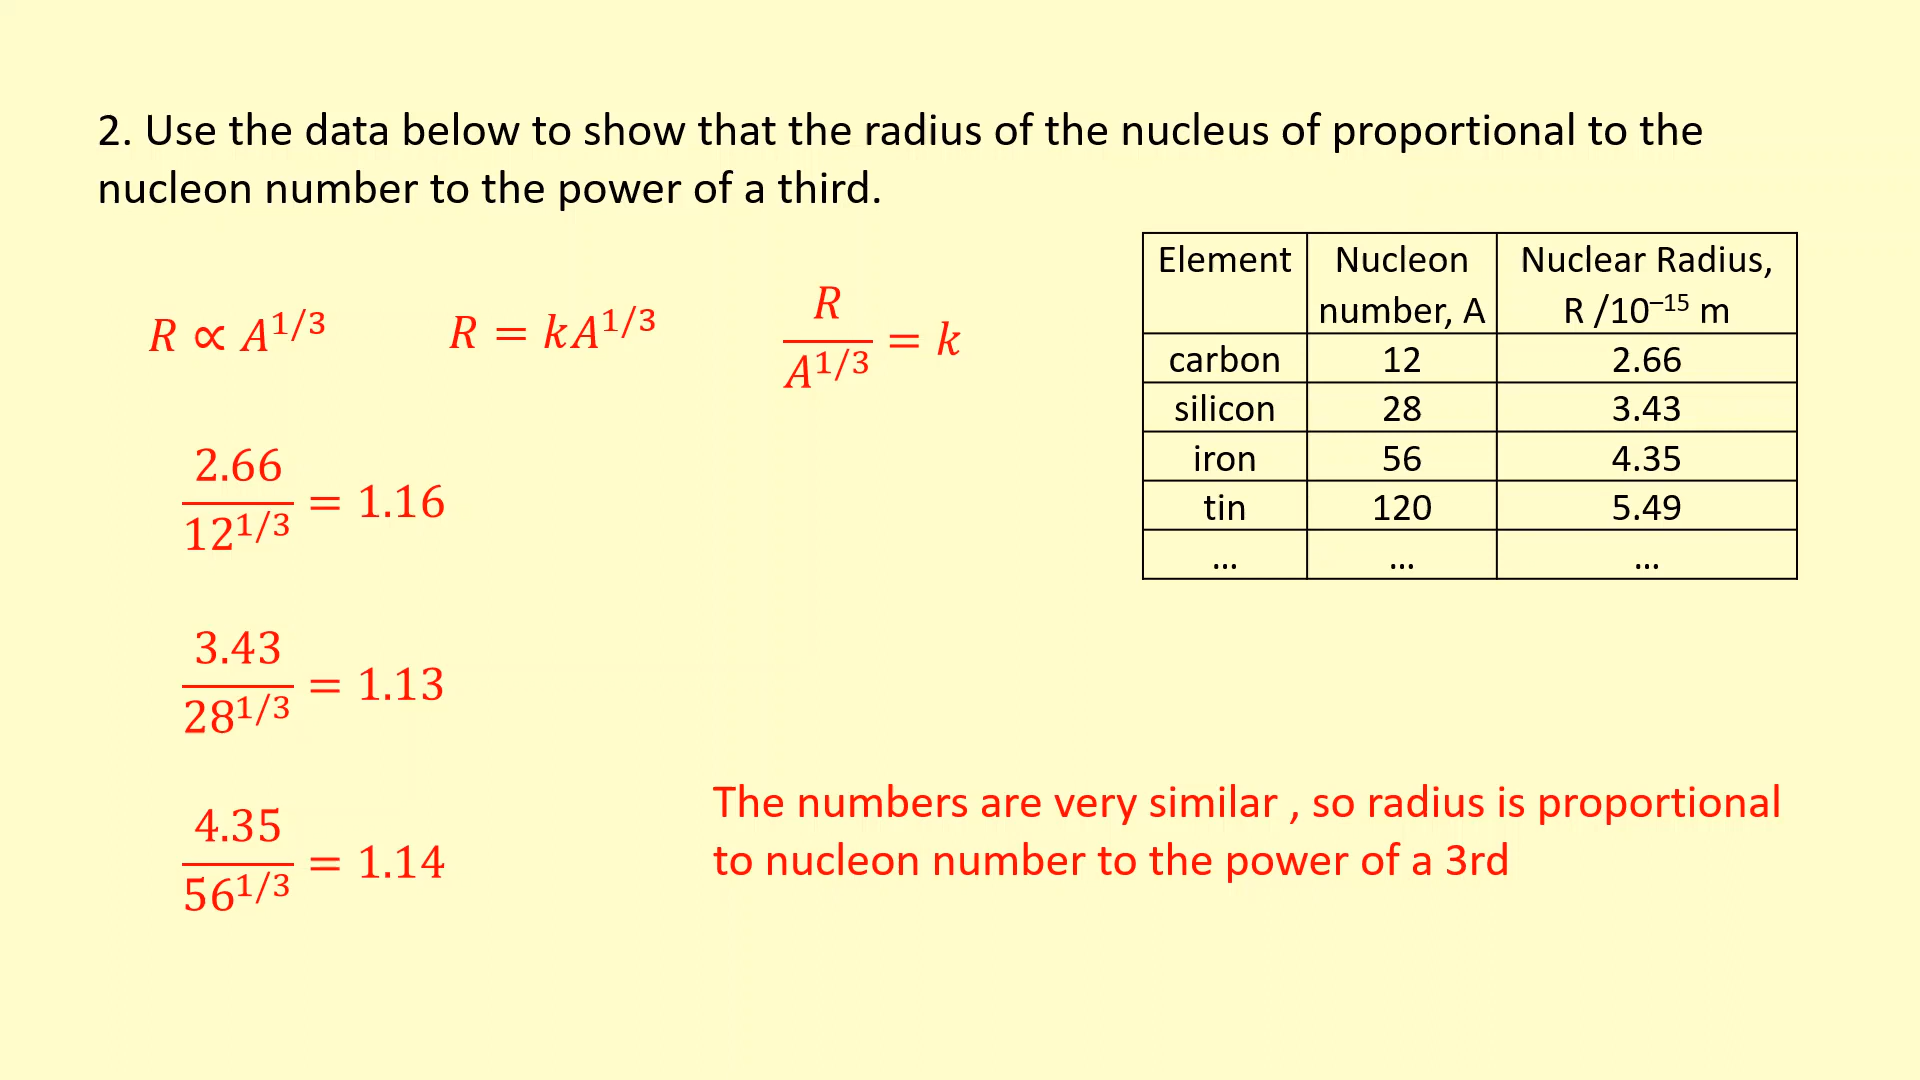 2. Use the data below to show that the radius of the nucleus of proportional to the
nucleon number to the power of a third.
R ∝ A^{1/3}
R = kA^{1/3}
R/A^{1/3} = k
Element | Nucleon number, A | Nuclear Radius, R /10^{–15} m
carbon | 12 | 2.66
silicon | 28 | 3.43
iron | 56 | 4.35
tin | 120 | 5.49
... | ... | ...
2.66/12^{1/3} = 1.16
3.43/28^{1/3} = 1.13
4.35/56^{1/3} = 1.14
The numbers are very similar , so radius is proportional
to nucleon number to the power of a 3rd